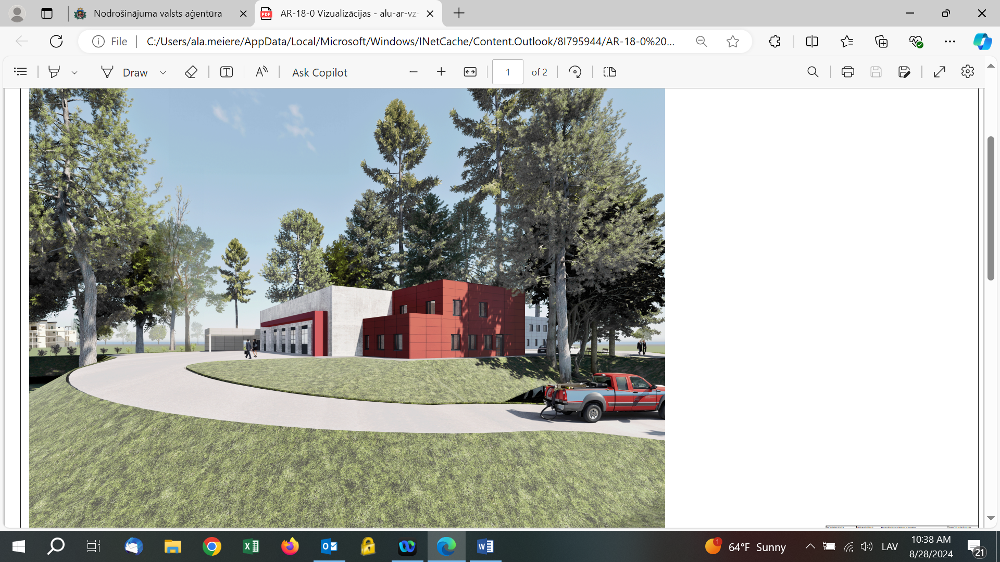 Nodrošinājuma valsts aģentūra
AR-18-0 Vizualizācijas - alu-ar-vz-
File
C:/Users/ala.meiere/AppData/Local/Microsoft/Windows/INetCache/Content.Outlook/8I795944/AR-18-0%20...
Draw
Ask Copilot
1
of 2
1
64°F Sunny
LAV
10:38 AM
8/28/2024
21